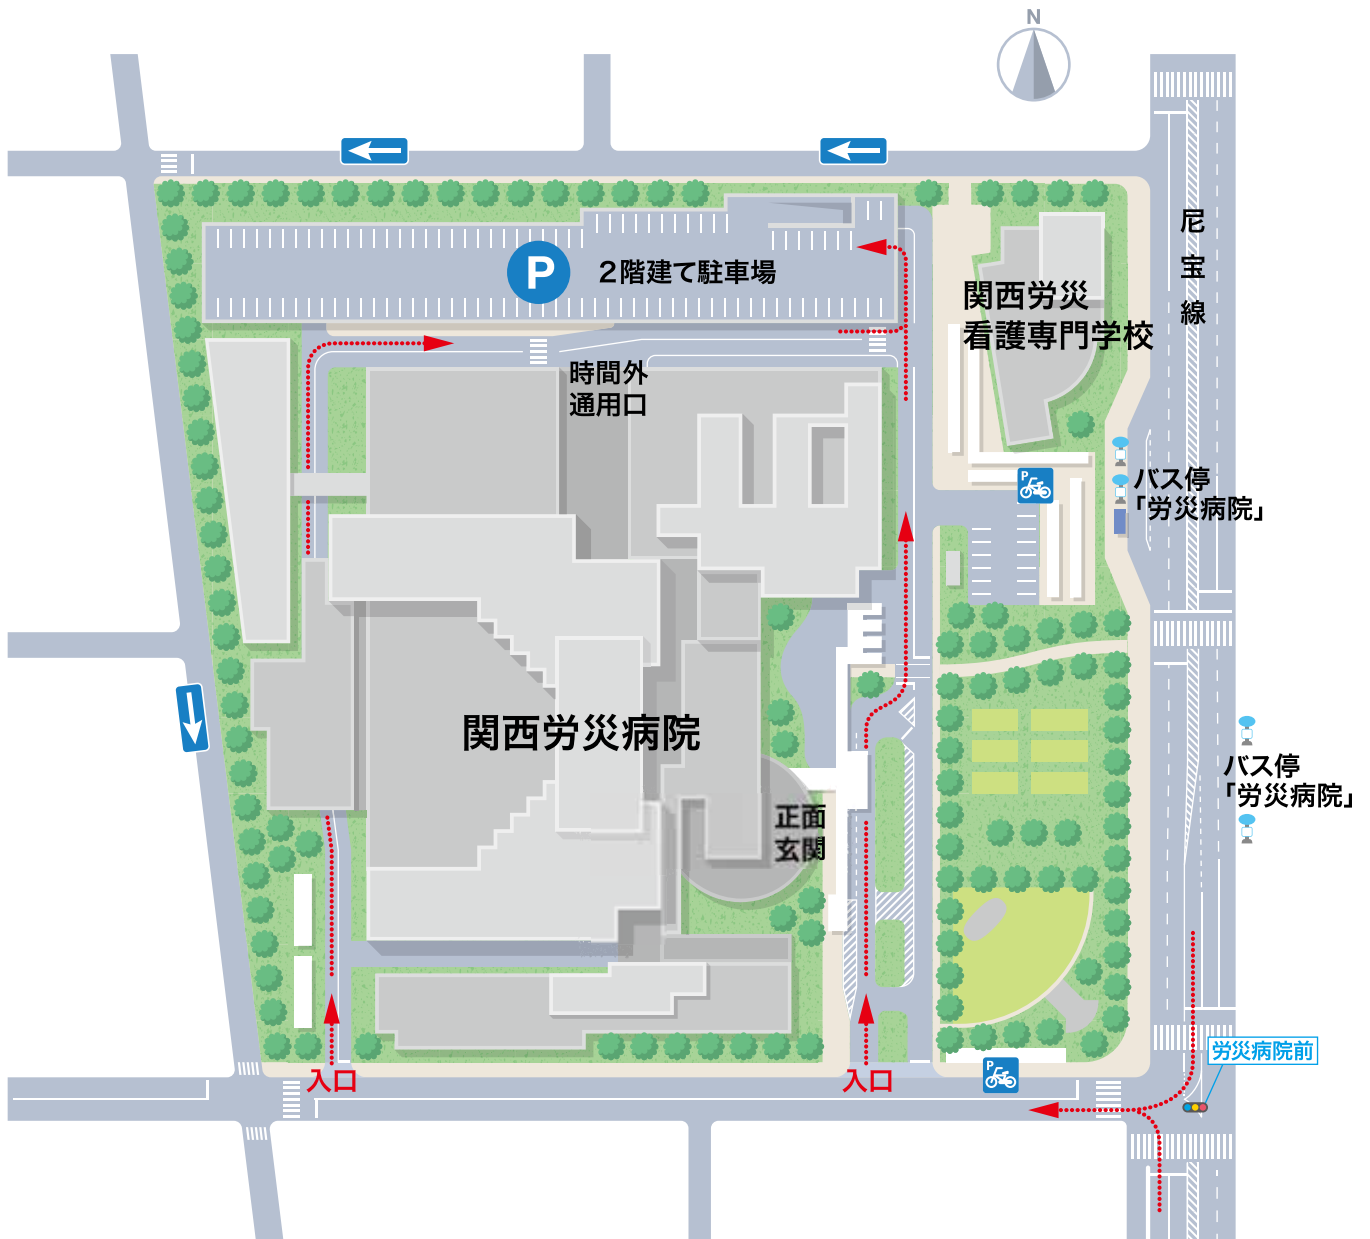 N
尼宝線
P
2階建て駐車場
関西労災
看護専門学校
時間外
通用口
P
バス停
「労災病院」
関西労災病院
バス停
「労災病院」
正面
玄関
労災病院前
P
入口
入口